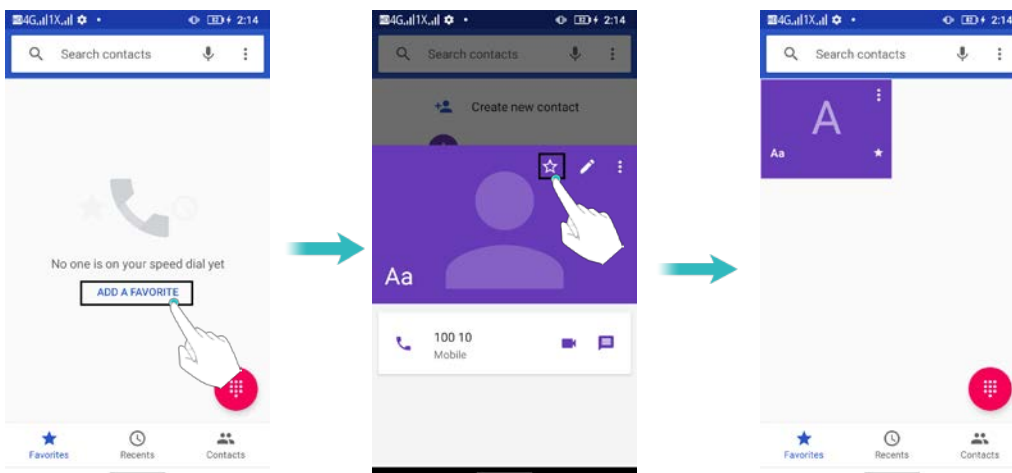 4G 1X 2:14
Search contacts
No one is on your speed dial yet
ADD A FAVORITE
Favorites Recents Contacts
4G 1X 2:14
Search contacts
Create new contact
Aa
100 10
Mobile
4G 1X 2:14
Search contacts
A
Aa
Favorites Recents Contacts